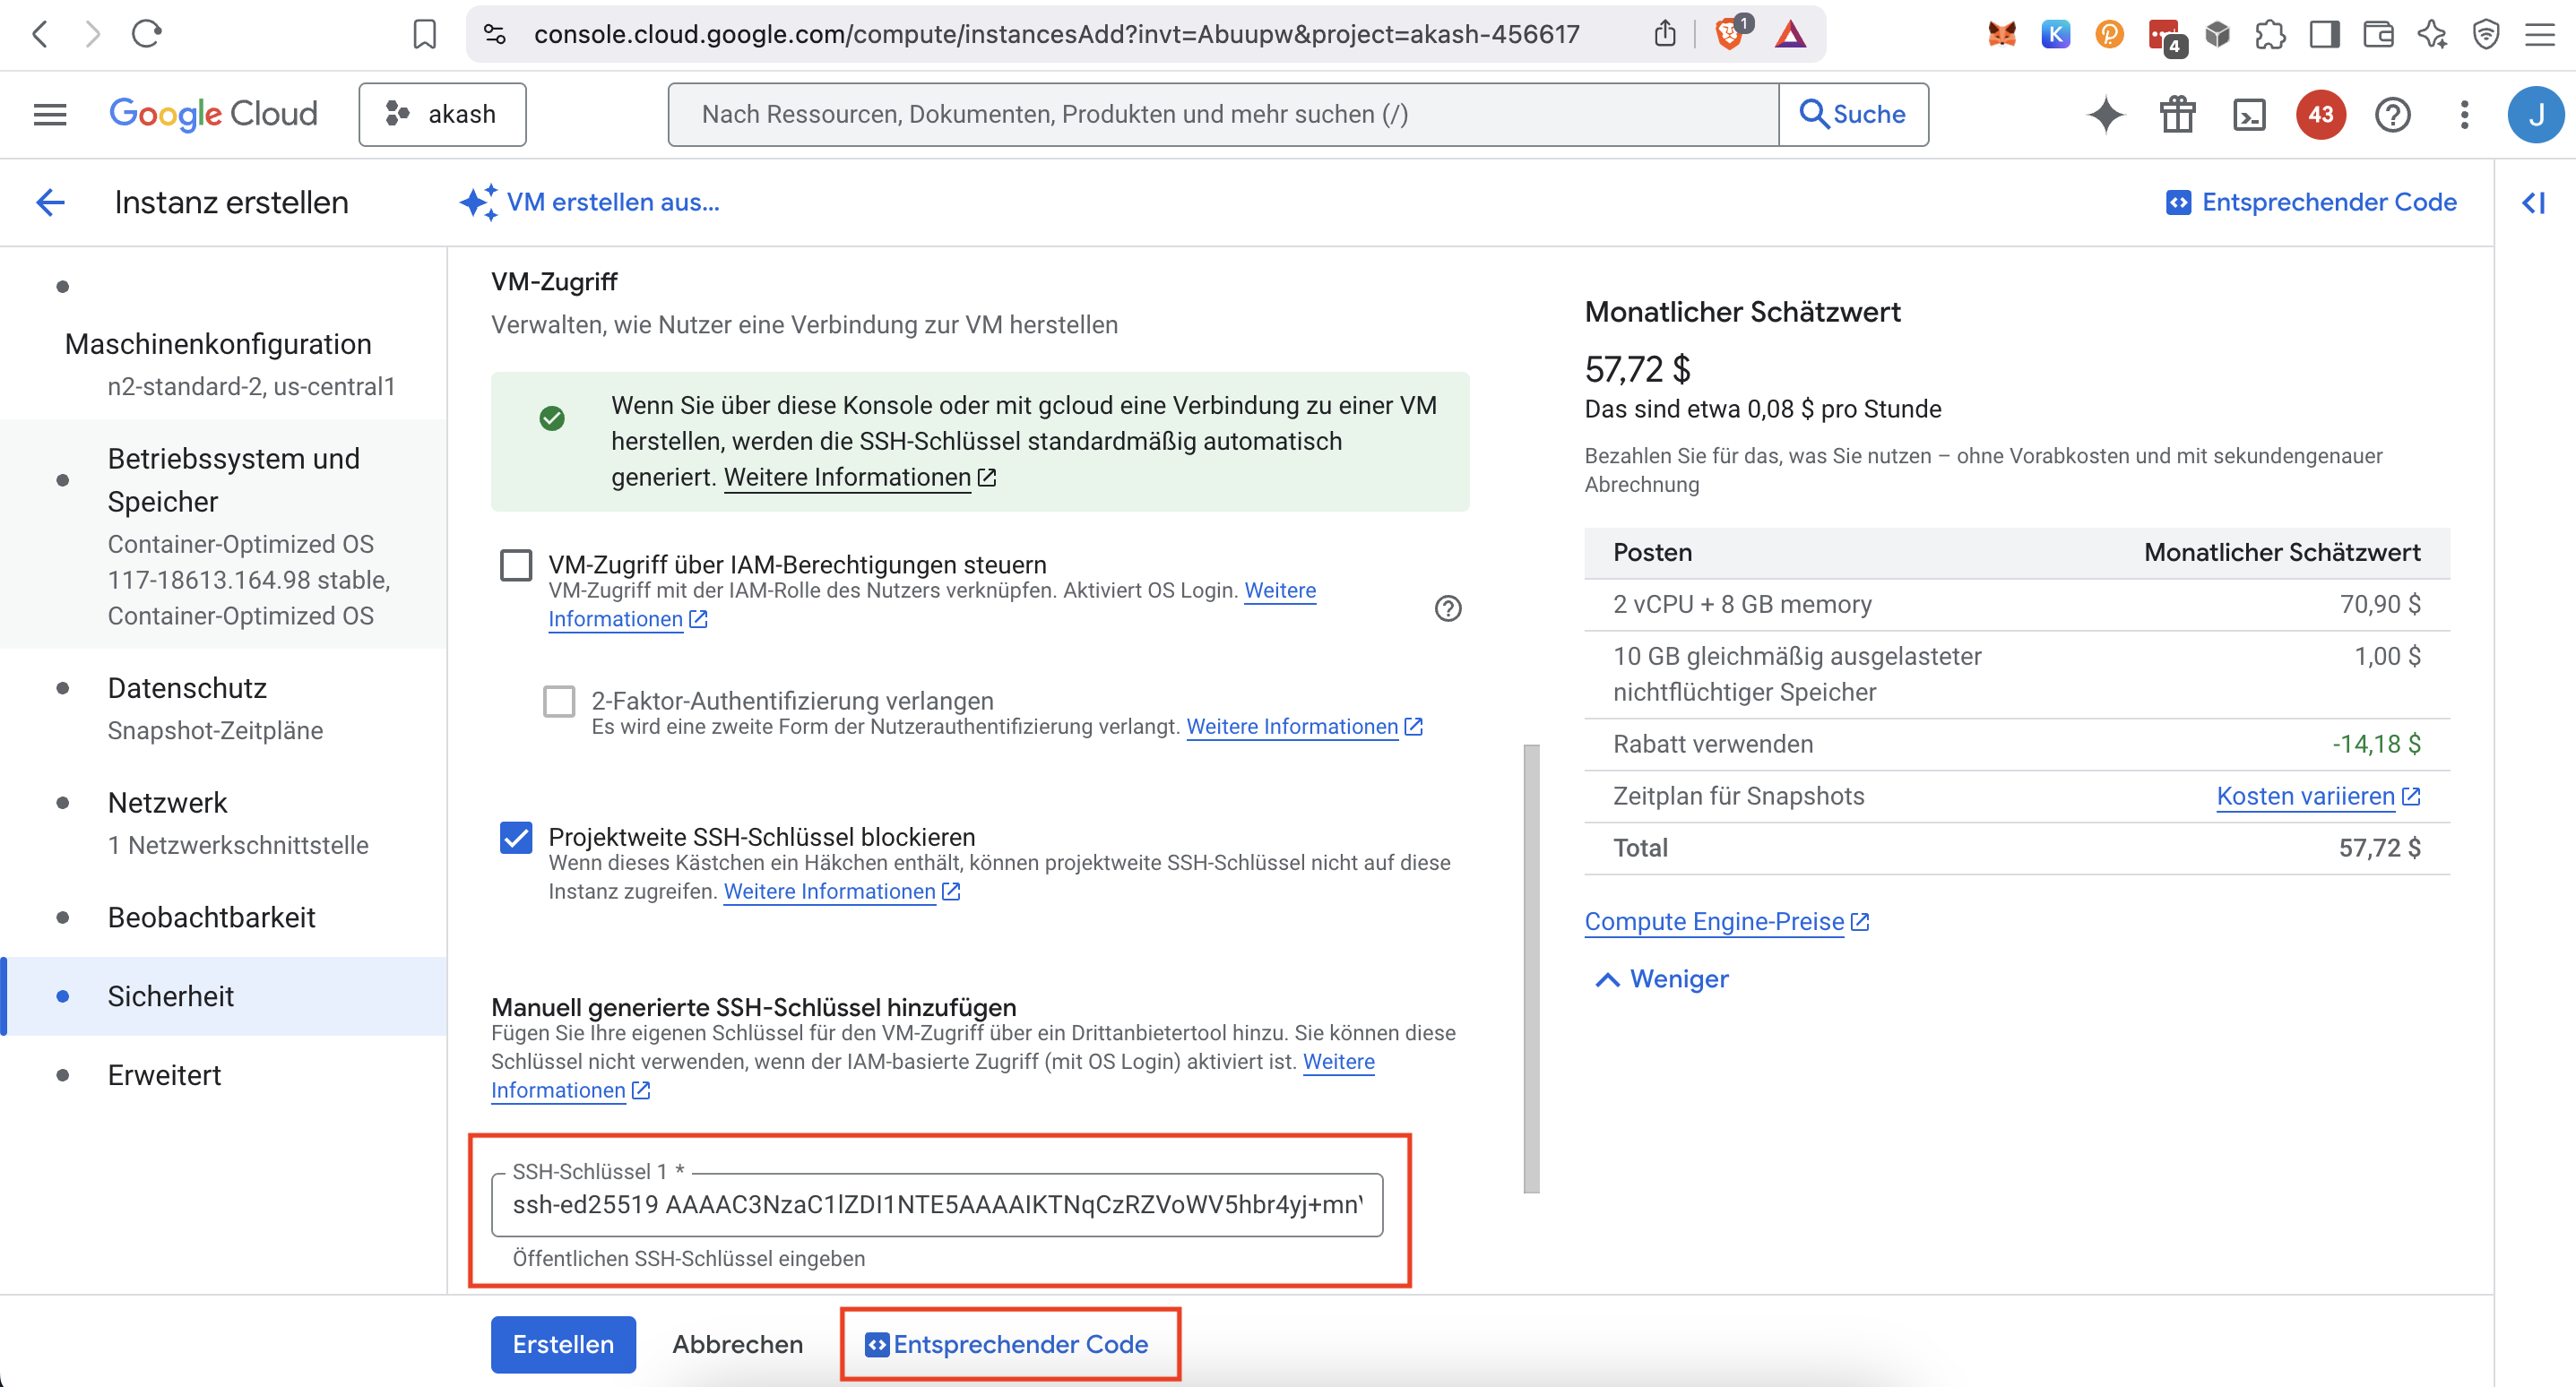 console.cloud.google.com/compute/instancesAdd?invt=Abuupw&project=akash-456617
1
K
4
Google Cloud
akash
Nach Ressourcen, Dokumenten, Produkten und mehr suchen (/)
Suche
43
J
Instanz erstellen
VM erstellen aus...
Entsprechender Code
Maschinenkonfiguration
n2-standard-2, us-central1
Betriebssystem und
Speicher
Container-Optimized OS
117-18613.164.98 stable,
Container-Optimized OS
Datenschutz
Snapshot-Zeitpläne
Netzwerk
1 Netzwerkschnittstelle
Beobachtbarkeit
Sicherheit
Erweitert
VM-Zugriff
Verwalten, wie Nutzer eine Verbindung zur VM herstellen
Wenn Sie über diese Konsole oder mit gcloud eine Verbindung zu einer VM
herstellen, werden die SSH-Schlüssel standardmäßig automatisch
generiert. Weitere Informationen
VM-Zugriff über IAM-Berechtigungen steuern
VM-Zugriff mit der IAM-Rolle des Nutzers verknüpfen. Aktiviert OS Login. Weitere
Informationen
2-Faktor-Authentifizierung verlangen
Es wird eine zweite Form der Nutzerauthentifizierung verlangt. Weitere Informationen
Projektweite SSH-Schlüssel blockieren
Wenn dieses Kästchen ein Häkchen enthält, können projektweite SSH-Schlüssel nicht auf diese
Instanz zugreifen. Weitere Informationen
Manuell generierte SSH-Schlüssel hinzufügen
Fügen Sie Ihre eigenen Schlüssel für den VM-Zugriff über ein Drittanbietertool hinzu. Sie können diese
Schlüssel nicht verwenden, wenn der IAM-basierte Zugriff (mit OS Login) aktiviert ist. Weitere
Informationen
SSH-Schlüssel 1 *
ssh-ed25519 AAAAC3NzaC1lZDI1NTE5AAAAIKTNqCzRZVoWV5hbr4yj+mn
Öffentlichen SSH-Schlüssel eingeben
Erstellen
Abbrechen
Entsprechender Code
Monatlicher Schätzwert
57,72 $
Das sind etwa 0,08 $ pro Stunde
Bezahlen Sie für das, was Sie nutzen – ohne Vorabkosten und mit sekundengenauer
Abrechnung
Posten Monatlicher Schätzwert
2 vCPU + 8 GB memory 70,90 $
10 GB gleichmäßig ausgelasteter 1,00 $
nichtflüchtiger Speicher
Rabatt verwenden -14,18 $
Zeitplan für Snapshots Kosten variieren
Total 57,72 $
Compute Engine-Preise
Weniger